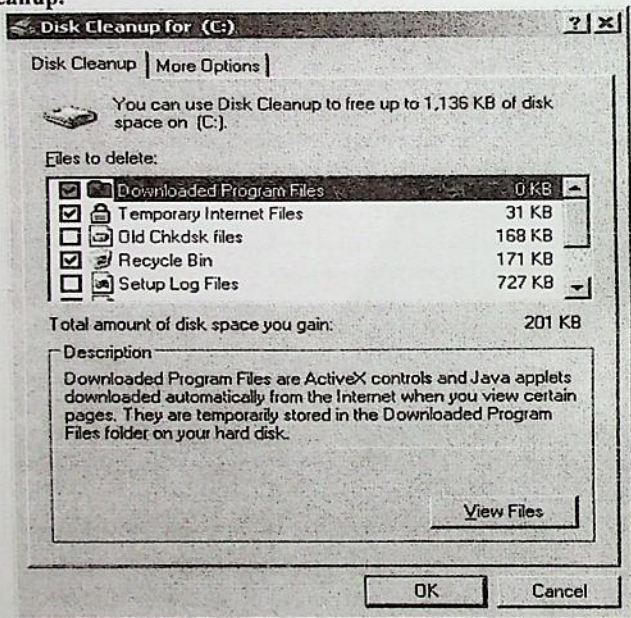 eanup.
Disk Cleanup for (C:)
Disk Cleanup More Options
You can use Disk Cleanup to free up to 1,136 KB of disk
space on (C:).
Files to delete:
Downloaded Program Files 0 KB
Temporary Internet Files 31 KB
Old Chkdsk files 168 KB
Recycle Bin 171 KB
Setup Log Files 727 KB
Total amount of disk space you gain: 201 KB
Description
Downloaded Program Files are ActiveX controls and Java applets
downloaded automatically from the Internet when you view certain
pages. They are temporarily stored in the Downloaded Program
Files folder on your hard disk.
View Files
OK Cancel